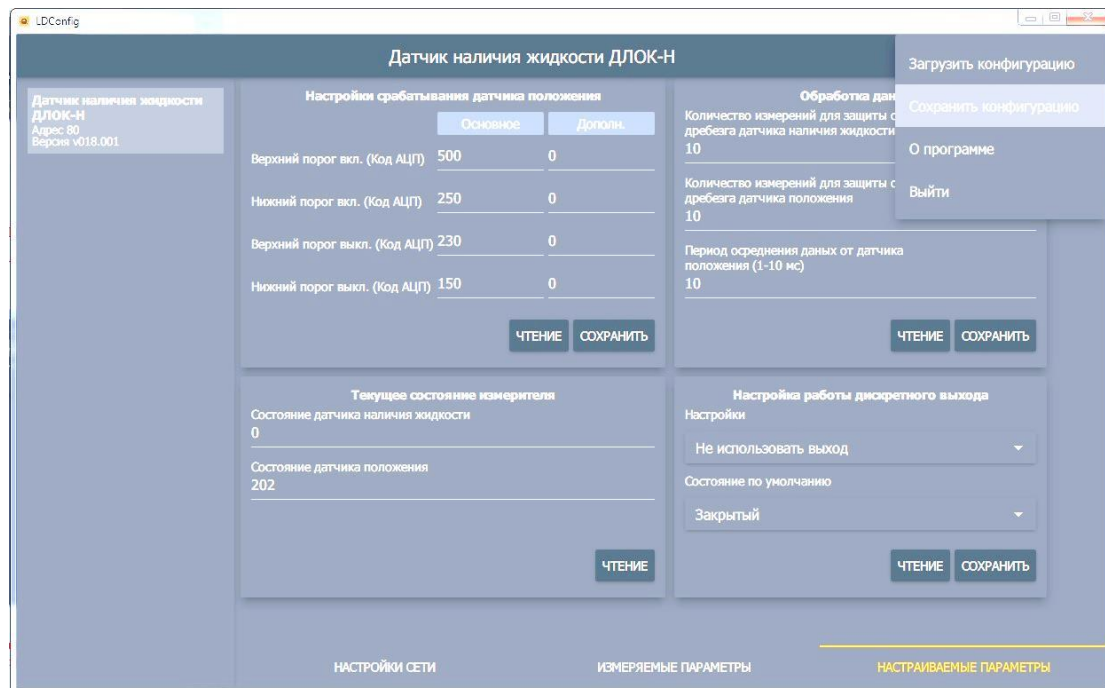 LDConfig
Датчик наличия жидкости ДЛОК-Н
Загрузить конфигурацию
Сохранить конфигурацию
О программе
Выйти
Датчик наличия жидкости
ДЛОК-Н
Адрес 80
Версия v018.001
Настройки срабатывания датчика положения
Основное Дополн.
Верхний порог вкл. (Код АЦП) 500 0
Нижний порог вкл. (Код АЦП) 250 0
Верхний порог выкл. (Код АЦП) 230 0
Нижний порог выкл. (Код АЦП) 150 0
ЧТЕНИЕ СОХРАНИТЬ
Обработка дан
Количество измерений для защиты о
дребезга датчика наличия жидкости
10
Количество измерений для защиты о
дребезга датчика положения
10
Период осреднения даных от датчика
положения (1-10 мс)
10
ЧТЕНИЕ СОХРАНИТЬ
Текущее состояние измерителя
Состояние датчика наличия жидкости
0
Состояние датчика положения
202
ЧТЕНИЕ
Настройка работы дискретного выхода
Настройки
Не использовать выход
Состояние по умолчанию
Закрытый
ЧТЕНИЕ СОХРАНИТЬ
НАСТРОЙКИ СЕТИ ИЗМЕРЯЕМЫЕ ПАРАМЕТРЫ НАСТРАИВАЕМЫЕ ПАРАМЕТРЫ